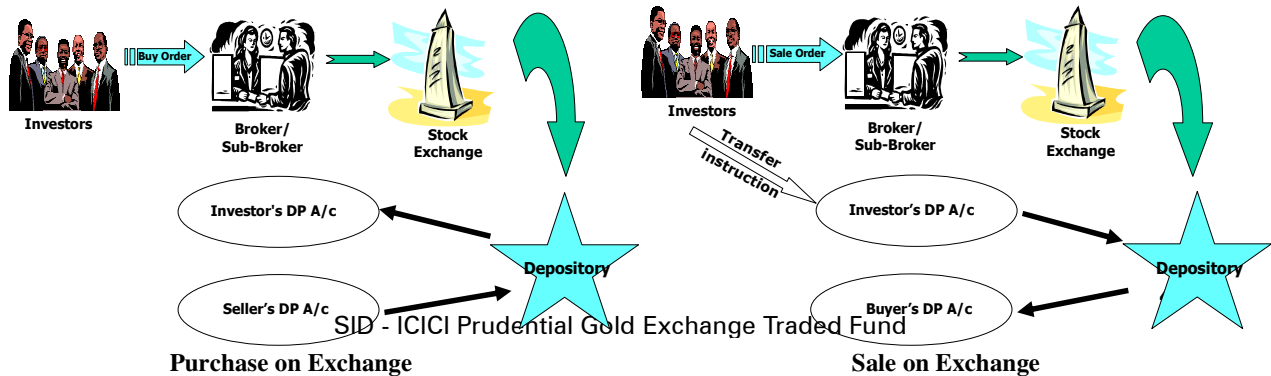 Buy Order
Investors
Broker/
Sub-Broker
Stock
Exchange
Investor's DP A/c
Depository
Seller's DP A/c
Purchase on Exchange
Sale Order
Investors
Broker/
Sub-Broker
Stock
Exchange
Transfer
instruction
Investor's DP A/c
Depository
Buyer's DP A/c
SID - ICICI Prudential Gold Exchange Traded Fund
Sale on Exchange